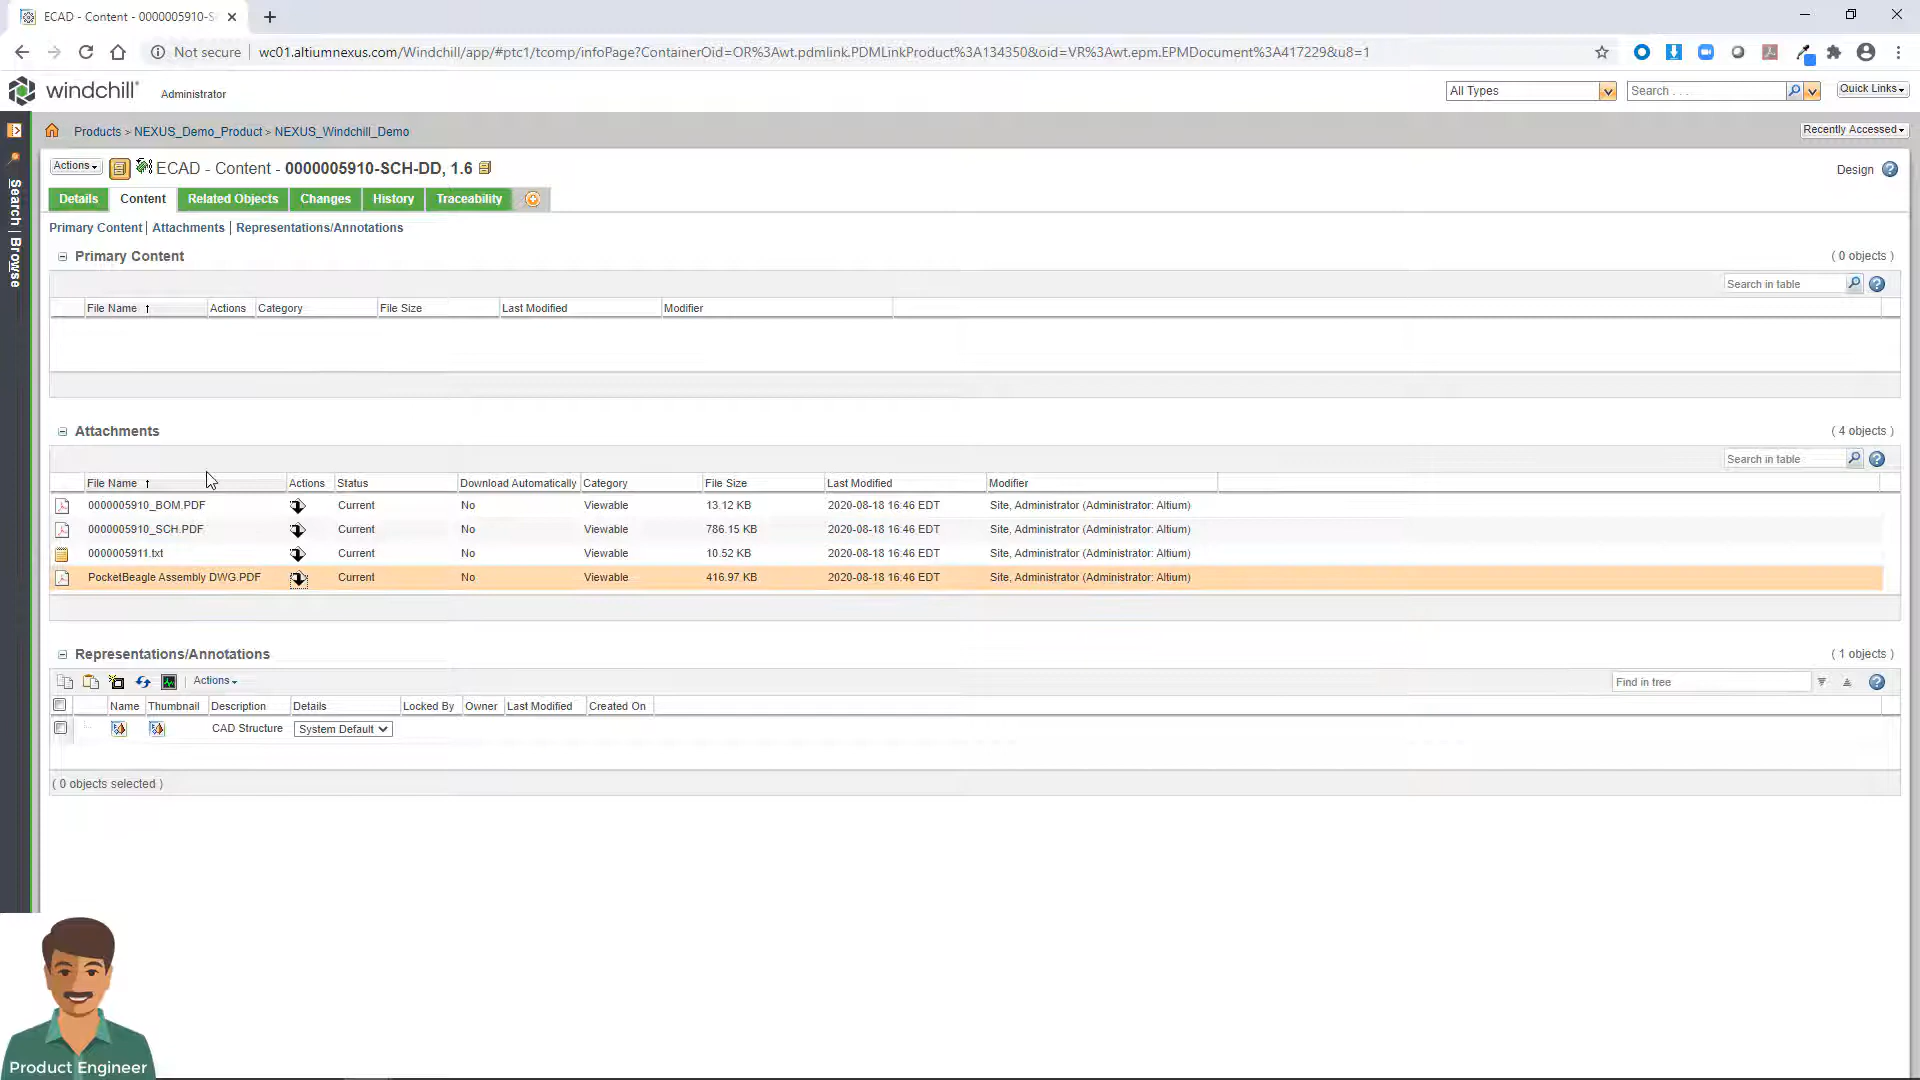 ECAD - Content - 0000005910-S
Not secure wc01.altiumnexus.com/Windchill/app/#ptc1/tcomp/infoPage?ContainerOid=OR%3Awt.pdmlink.PDMLinkProduct%3A134350&oid=VR%3Awt.epm.EPMDocument%3A417229&u8=1
windchill Administrator All Types Search . . . Quick Links
Products > NEXUS_Demo_Product > NEXUS_Windchill_Demo Recently Accessed
Actions ECAD - Content - 0000005910-SCH-DD, 1.6 Design
Details Content Related Objects Changes History Traceability
Primary Content | Attachments | Representations/Annotations
Search | Browse
Primary Content ( 0 objects )
Search in table
File Name ↑ Actions Category File Size Last Modified Modifier
Attachments ( 4 objects )
Search in table
File Name ↑ Actions Status Download Automatically Category File Size Last Modified Modifier
0000005910_BOM.PDF Current No Viewable 13.12 KB 2020-08-18 16:46 EDT Site, Administrator (Administrator: Altium)
0000005910_SCH.PDF Current No Viewable 786.15 KB 2020-08-18 16:46 EDT Site, Administrator (Administrator: Altium)
0000005911.txt Current No Viewable 10.52 KB 2020-08-18 16:46 EDT Site, Administrator (Administrator: Altium)
PocketBeagle Assembly DWG.PDF Current No Viewable 416.97 KB 2020-08-18 16:46 EDT Site, Administrator (Administrator: Altium)
Representations/Annotations ( 1 objects )
Actions Find in tree
Name Thumbnail Description Details Locked By Owner Last Modified Created On
CAD Structure System Default
( 0 objects selected )
Product Engineer